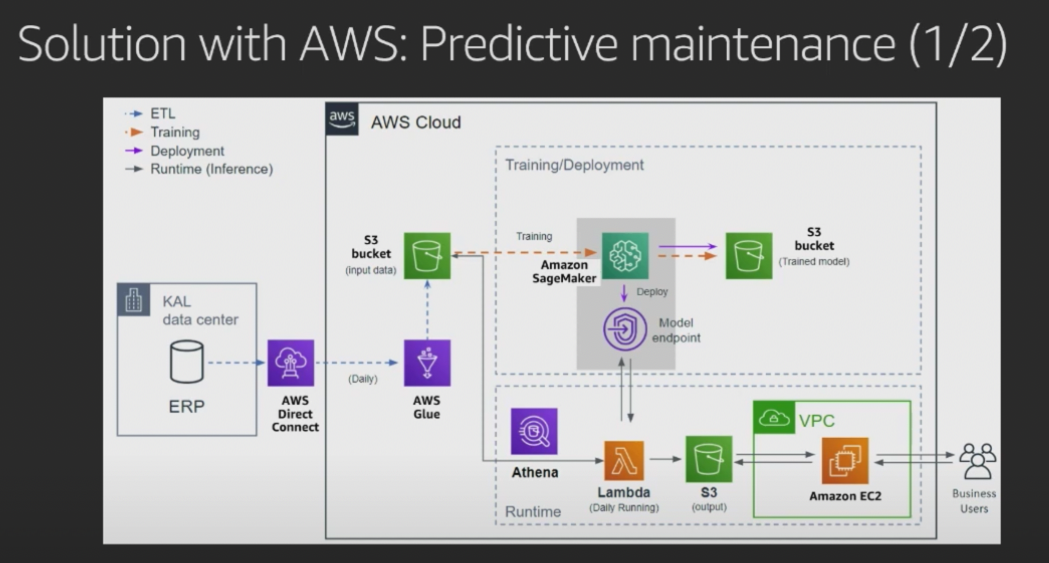 Solution with AWS: Predictive maintenance (1/2)
ETL
Training
Deployment
Runtime (Inference)
aws
AWS Cloud
Training/Deployment
S3
bucket
(input data)
Training
Amazon
SageMaker
S3
bucket
(Trained model)
Deploy
Model
endpoint
KAL
data center
ERP
AWS
Direct
Connect
(Daily)
AWS
Glue
Athena
Lambda
(Daily Running)
S3
(output)
VPC
Amazon EC2
Business
Users
Runtime